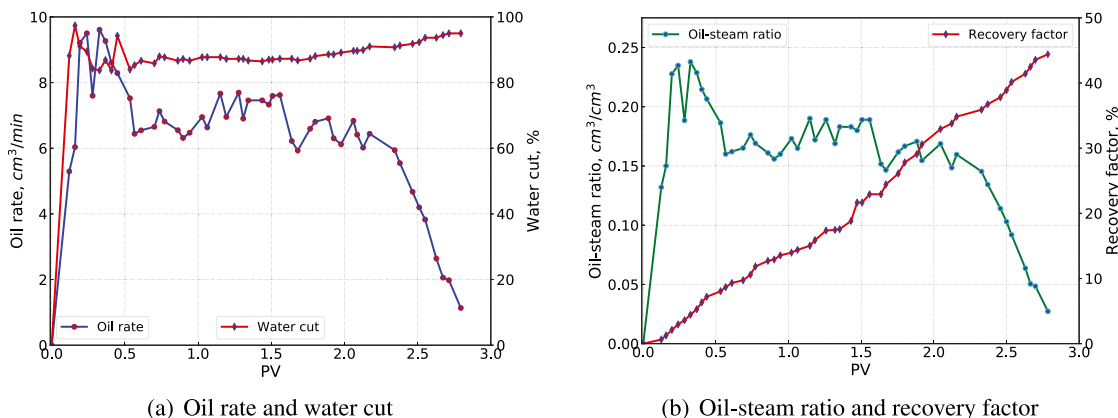 10
8
6
4
2
0
Oil rate, cm³/min
100
80
60
40
20
0
Water cut, %
Oil rate
Water cut
0.0 0.5 1.0 1.5 2.0 2.5 3.0
PV
(a) Oil rate and water cut
0.25
0.20
0.15
0.10
0.05
0.00
Oil-steam ratio, cm³/cm³
50
40
30
20
10
0
Recovery factor, %
Oil-steam ratio
Recovery factor
0.0 0.5 1.0 1.5 2.0 2.5 3.0
PV
(b) Oil-steam ratio and recovery factor